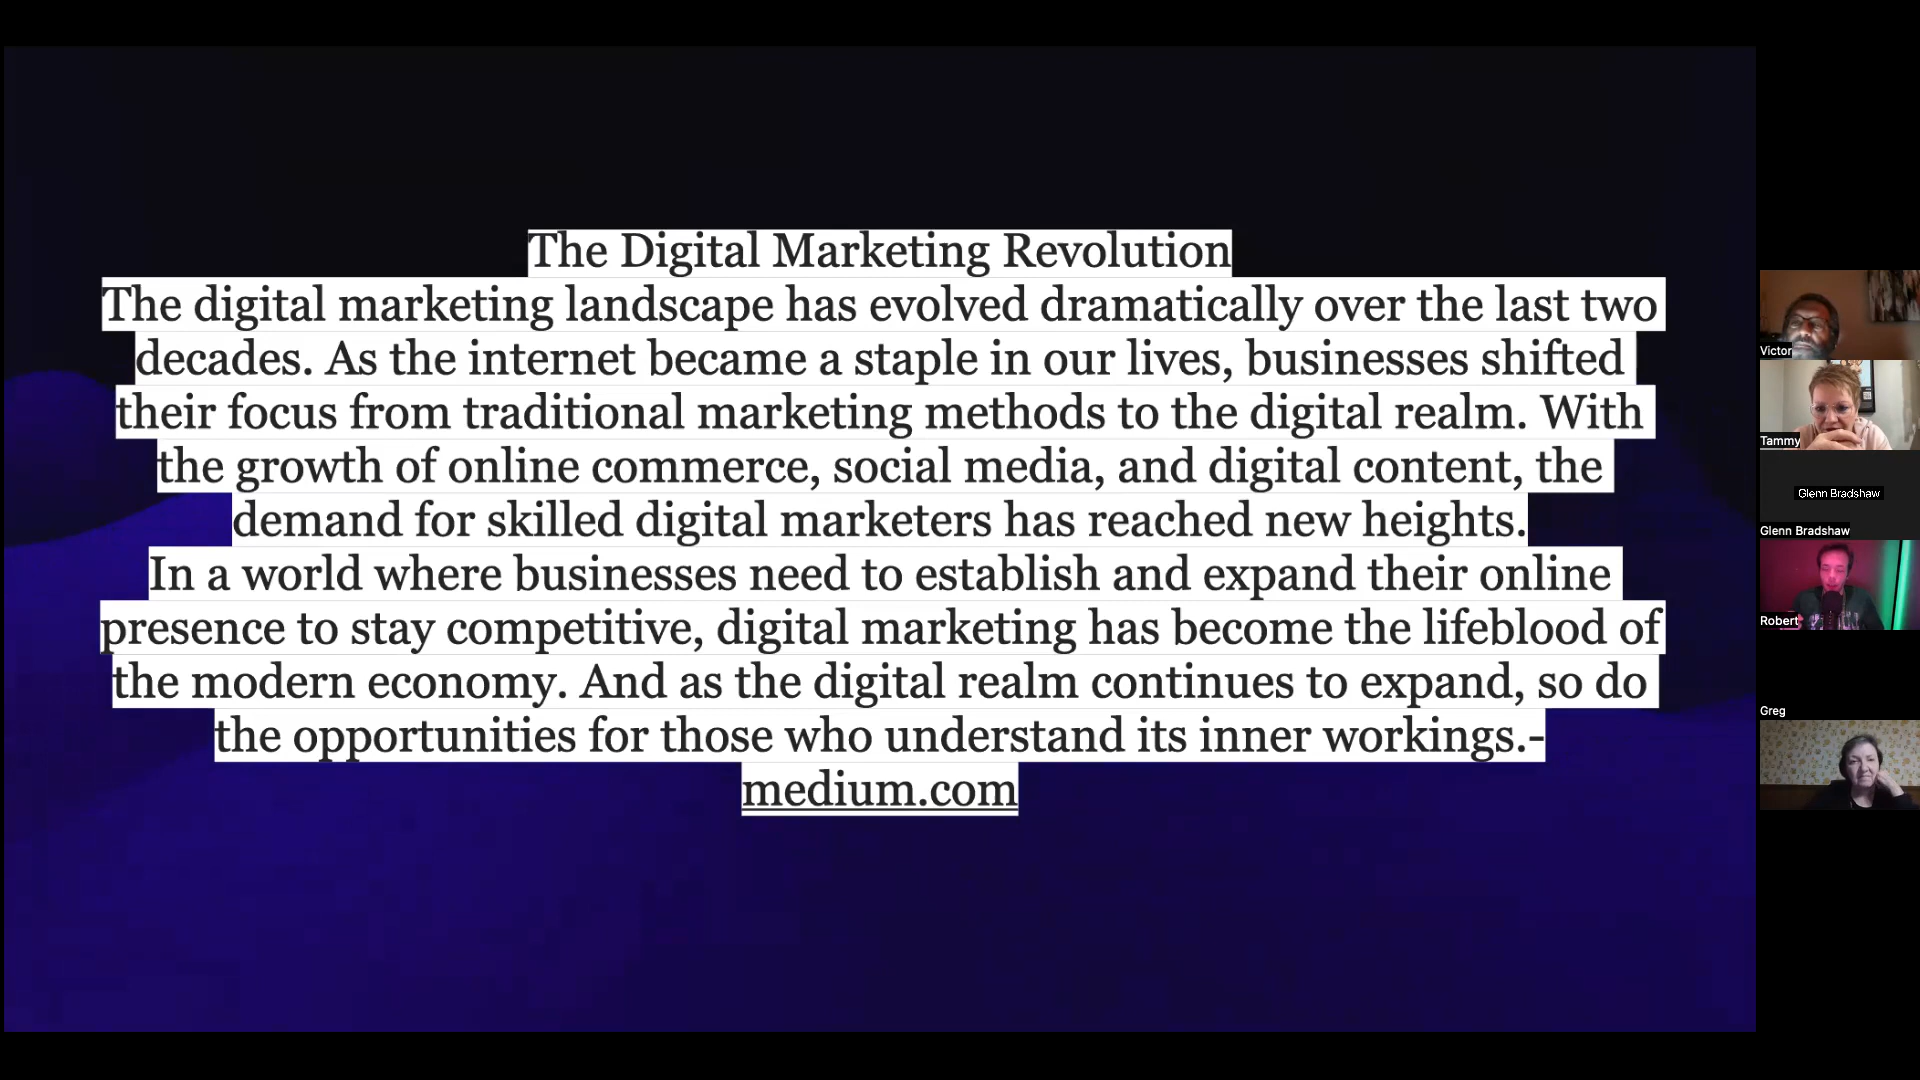 The Digital Marketing Revolution
The digital marketing landscape has evolved dramatically over the last two
decades. As the internet became a staple in our lives, businesses shifted
their focus from traditional marketing methods to the digital realm. With
the growth of online commerce, social media, and digital content, the
demand for skilled digital marketers has reached new heights.
In a world where businesses need to establish and expand their online
presence to stay competitive, digital marketing has become the lifeblood of
the modern economy. And as the digital realm continues to expand, so do
the opportunities for those who understand its inner workings.-
medium.com
Victor
Tammy
Glenn Bradshaw
Glenn Bradshaw
Robert
Greg